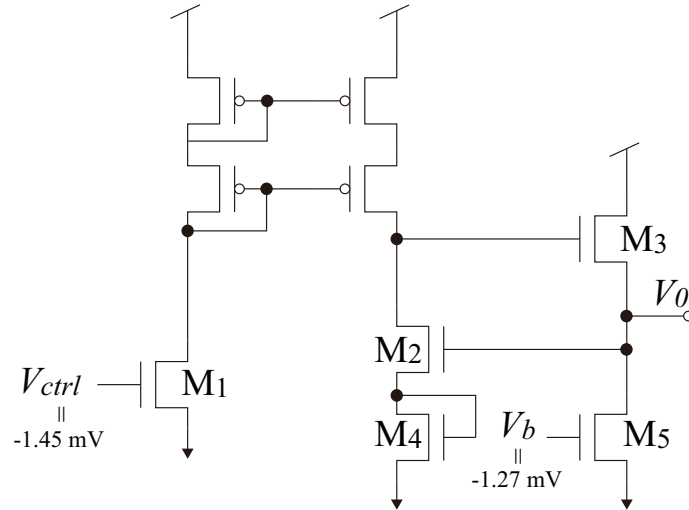 M3
V0
M2
Vctrl
M1
=
-1.45 mV
M4
Vb
M5
=
-1.27 mV